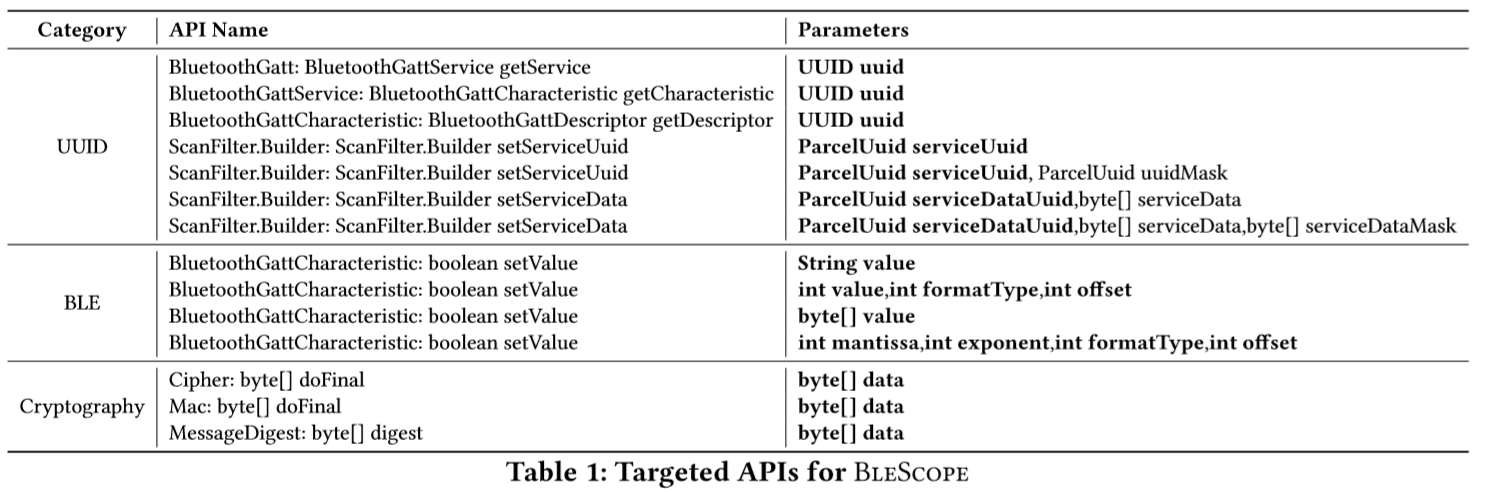 Category API Name Parameters
BluetoothGatt: BluetoothGattService getService UUID uuid
BluetoothGattService: BluetoothGattCharacteristic getCharacteristic UUID uuid
BluetoothGattCharacteristic: BluetoothGattDescriptor getDescriptor UUID uuid
UUID ScanFilter.Builder: ScanFilter.Builder setServiceUuid ParcelUuid serviceUuid
ScanFilter.Builder: ScanFilter.Builder setServiceUuid ParcelUuid serviceUuid, ParcelUuid uuidMask
ScanFilter.Builder: ScanFilter.Builder setServiceData ParcelUuid serviceDataUuid,byte[] serviceData
ScanFilter.Builder: ScanFilter.Builder setServiceData ParcelUuid serviceDataUuid,byte[] serviceData,byte[] serviceDataMask
BluetoothGattCharacteristic: boolean setValue String value
BluetoothGattCharacteristic: boolean setValue int value,int formatType,int offset
BLE
BluetoothGattCharacteristic: boolean setValue byte[] value
BluetoothGattCharacteristic: boolean setValue int mantissa,int exponent,int formatType,int offset
Cipher: byte[] doFinal byte[] data
Cryptography Mac: byte[] doFinal byte[] data
MessageDigest: byte[] digest byte[] data
Table 1: Targeted APIs for BLESCOPE